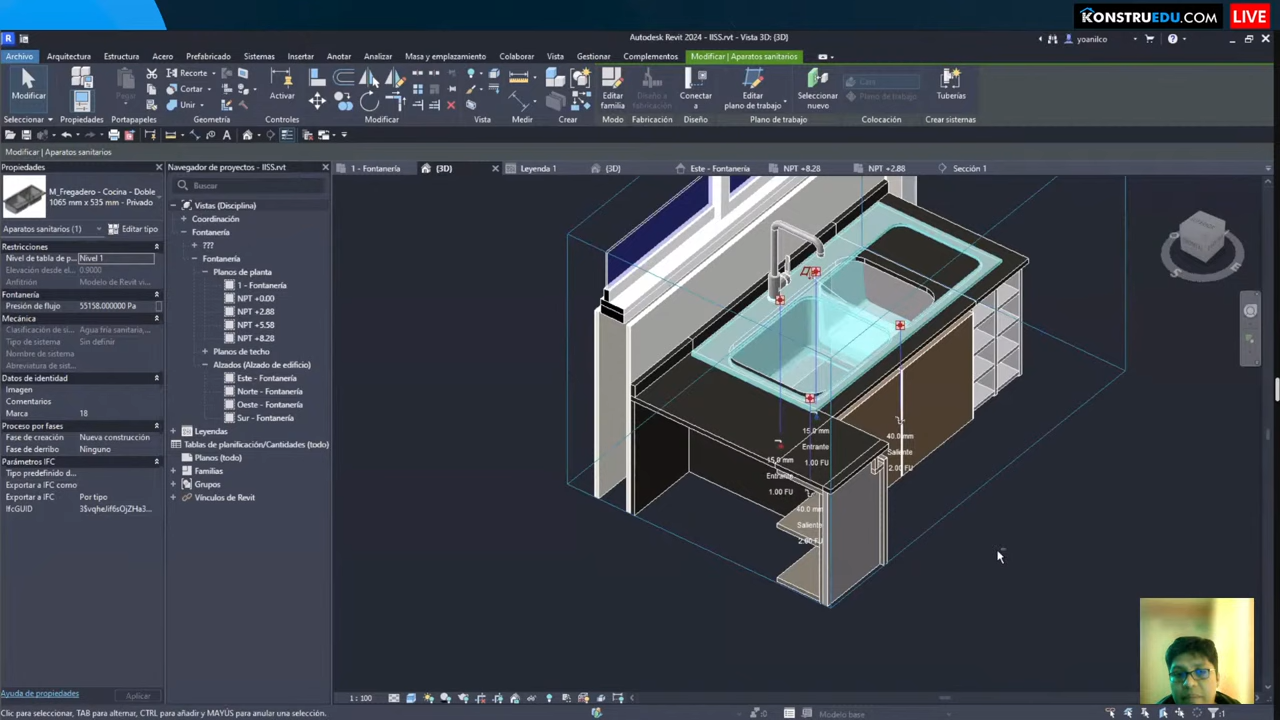 KONSTRUEDU.COM
LIVE
Autodesk Revit 2024 - IISS.rvt - Vista 3D: {3D}
yoanilco
Archivo
Arquitectura
Estructura
Acero
Prefabricado
Sistemas
Insertar
Anotar
Analizar
Masa y emplazamiento
Colaborar
Vista
Gestionar
Complementos
Modificar | Aparatos sanitarios
Modificar
Propiedades
Pegar
Recorte
Cortar
Unir
Activar
Editar familia
Diseño a fabricación
Conectar a
Editar plano de trabajo
Seleccionar nuevo
Cara
Plano de trabajo
Tuberías
Seleccionar
Propiedades
Portapapeles
Geometría
Controles
Modificar
Vista
Medir
Crear
Modo
Fabricación
Diseño
Plano de trabajo
Colocación
Crear sistemas
Modificar | Aparatos sanitarios
Propiedades
M_Fregadero - Cocina - Doble
1065 mm x 535 mm - Privado
Aparatos sanitarios (1)
Editar tipo
Restricciones
Nivel de tabla de p...
Nivel 1
Elevación desde el...
0.9000
Anfitrión
Modelo de Revit vi...
Fontanería
Presión de flujo
55158.000000 Pa
Mecánica
Clasificación de si...
Agua fría sanitaria,...
Tipo de sistema
Sin definir
Nombre de sistema
Abreviatura de sist...
Datos de identidad
Imagen
Comentarios
Marca
18
Proceso por fases
Fase de creación
Nueva construcción
Fase de derribo
Ninguno
Parámetros IFC
Tipo predefinido d...
Exportar a IFC como
Exportar a IFC
Por tipo
IfcGUID
Ayuda de propiedades
Aplicar
Navegador de proyectos - IISS.rvt
Buscar
Vistas (Disciplina)
Coordinación
Fontanería
???
Fontanería
Planos de planta
1 - Fontanería
NPT +0.00
NPT +2.88
NPT +5.58
NPT +8.28
Planos de techo
Alzados (Alzado de edificio)
Este - Fontanería
Norte - Fontanería
Oeste - Fontanería
Sur - Fontanería
Leyendas
Tablas de planificación/Cantidades (todo)
Planos (todo)
Familias
Grupos
Vínculos de Revit
1 - Fontanería
{3D}
Leyenda 1
{3D}
Este - Fontanería
NPT +8.28
NPT +2.88
Sección 1
15.0 mm
Entrante
1.00 FU
15.0 mm
Entrante
1.00 FU
40.0 mm
Saliente
2.00 FU
40.0 mm
Saliente
2.00 FU
1 : 100
Clic para seleccionar, TAB para alternar, CTRL para añadir y MAYÚS para anular una selección.
:0
Modelo base
:1